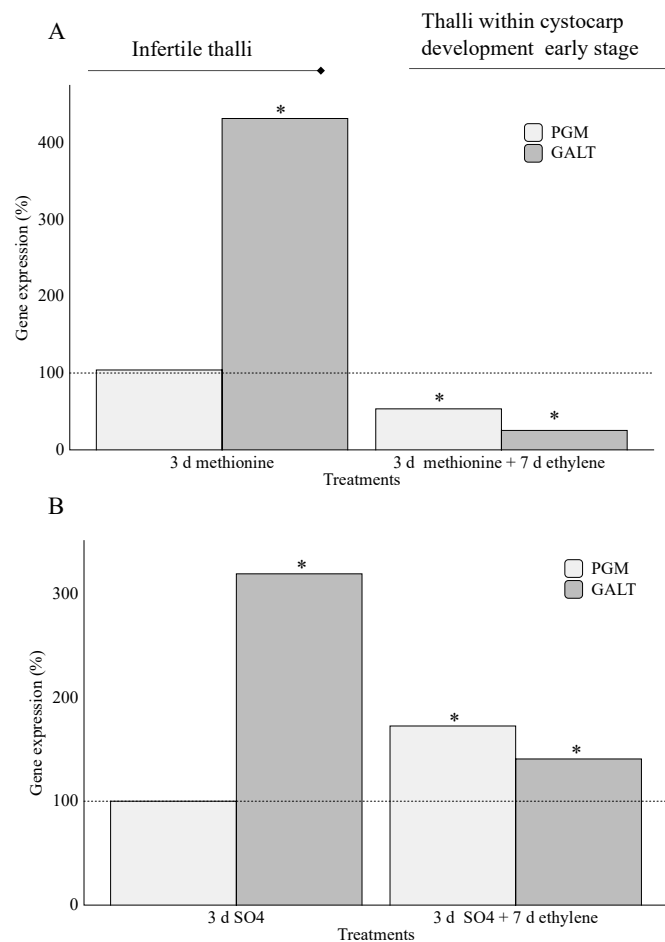 A
Infertile thalli
Thalli within cystocarp
development early stage
*
PGM
GALT
400
300
200
100
0
Gene expression (%)
*
*
3 d methionine
3 d methionine + 7 d ethylene
Treatments
B
*
PGM
GALT
300
200
100
0
Gene expression (%)
*
*
3 d SO4
3 d SO4 + 7 d ethylene
Treatments